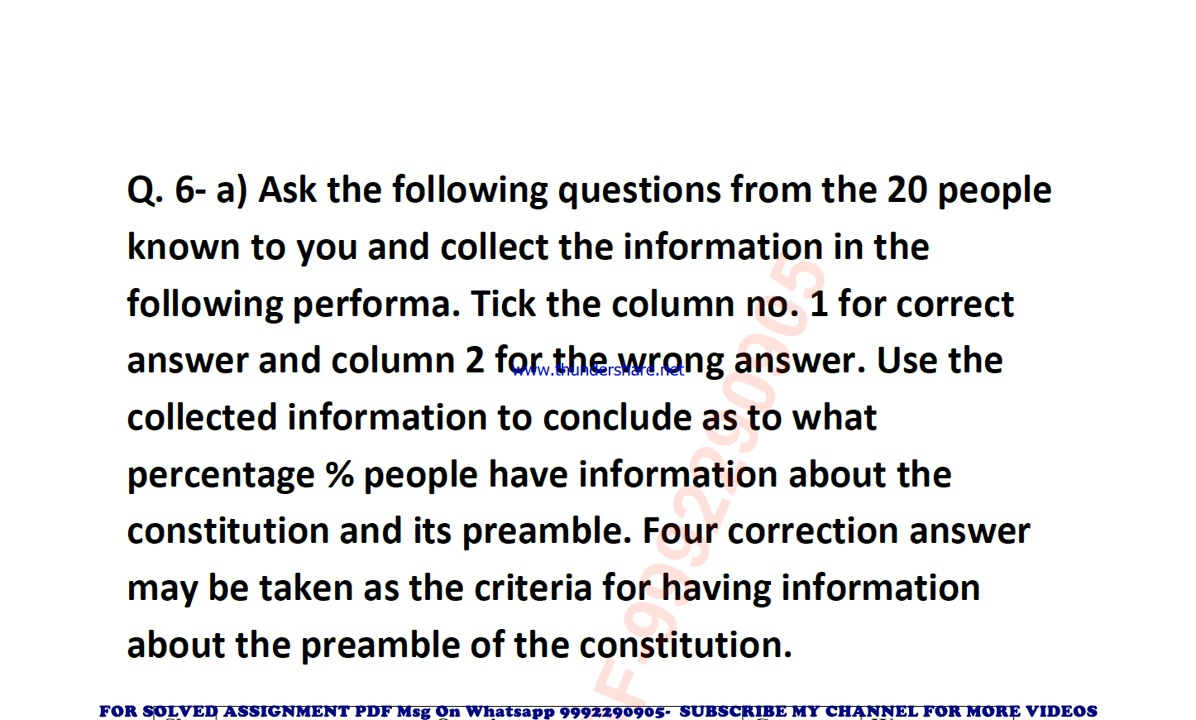 Q. 6- a) Ask the following questions from the 20 people
known to you and collect the information in the
following performa. Tick the column no. 1 for correct
answer and column 2 for the wrong answer. Use the
www.thundershare.net
collected information to conclude as to what
percentage % people have information about the
constitution and its preamble. Four correction answer
may be taken as the criteria for having information
about the preamble of the constitution.
F-9992290905
FOR SOLVED ASSIGNMENT PDF Msg On Whatsapp 9992290905- SUBSCRIBE MY CHANNEL FOR MORE VIDEOS